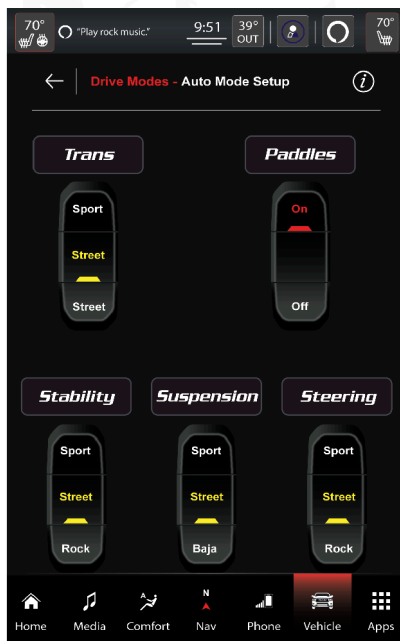 70°
"Play rock music."
9:51
39°
OUT
70°
Drive Modes - Auto Mode Setup
i
Trans
Paddles
Sport
Street
Street
On
Off
Stability
Suspension
Steering
Sport
Street
Rock
Sport
Street
Baja
Sport
Street
Rock
A
N
Home
Media
Comfort
Nav
Phone
Vehicle
Apps